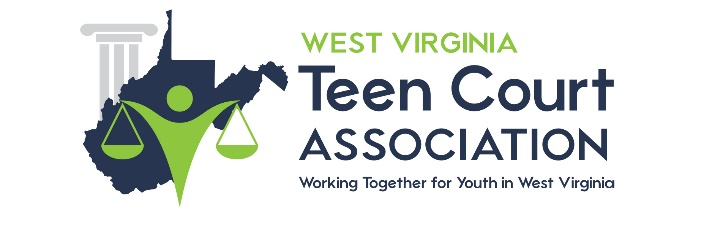 WEST VIRGINIA
Teen Court
ASSOCIATION
Working Together for Youth in West Virginia